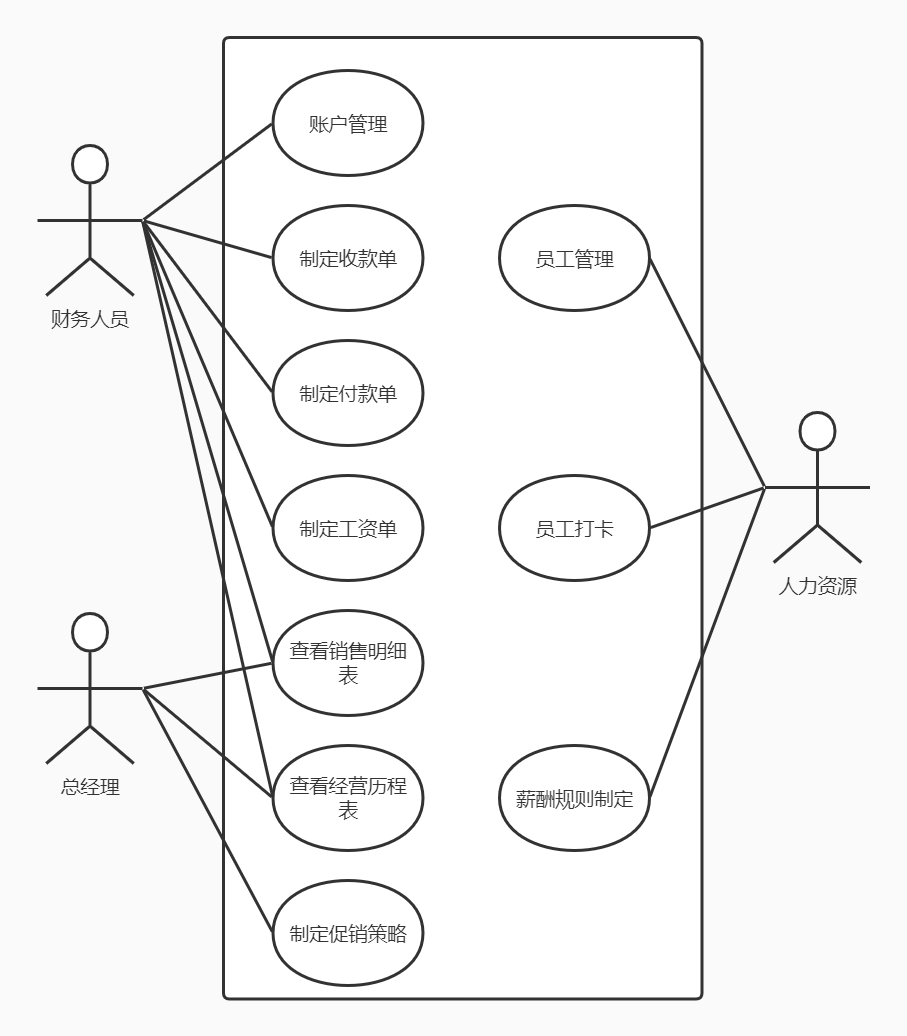 账户管理
制定收款单
员工管理
财务人员
制定付款单
制定工资单
员工打卡
人力资源
查看销售明细
表
总经理
查看经营历程
表
薪酬规则制定
制定促销策略